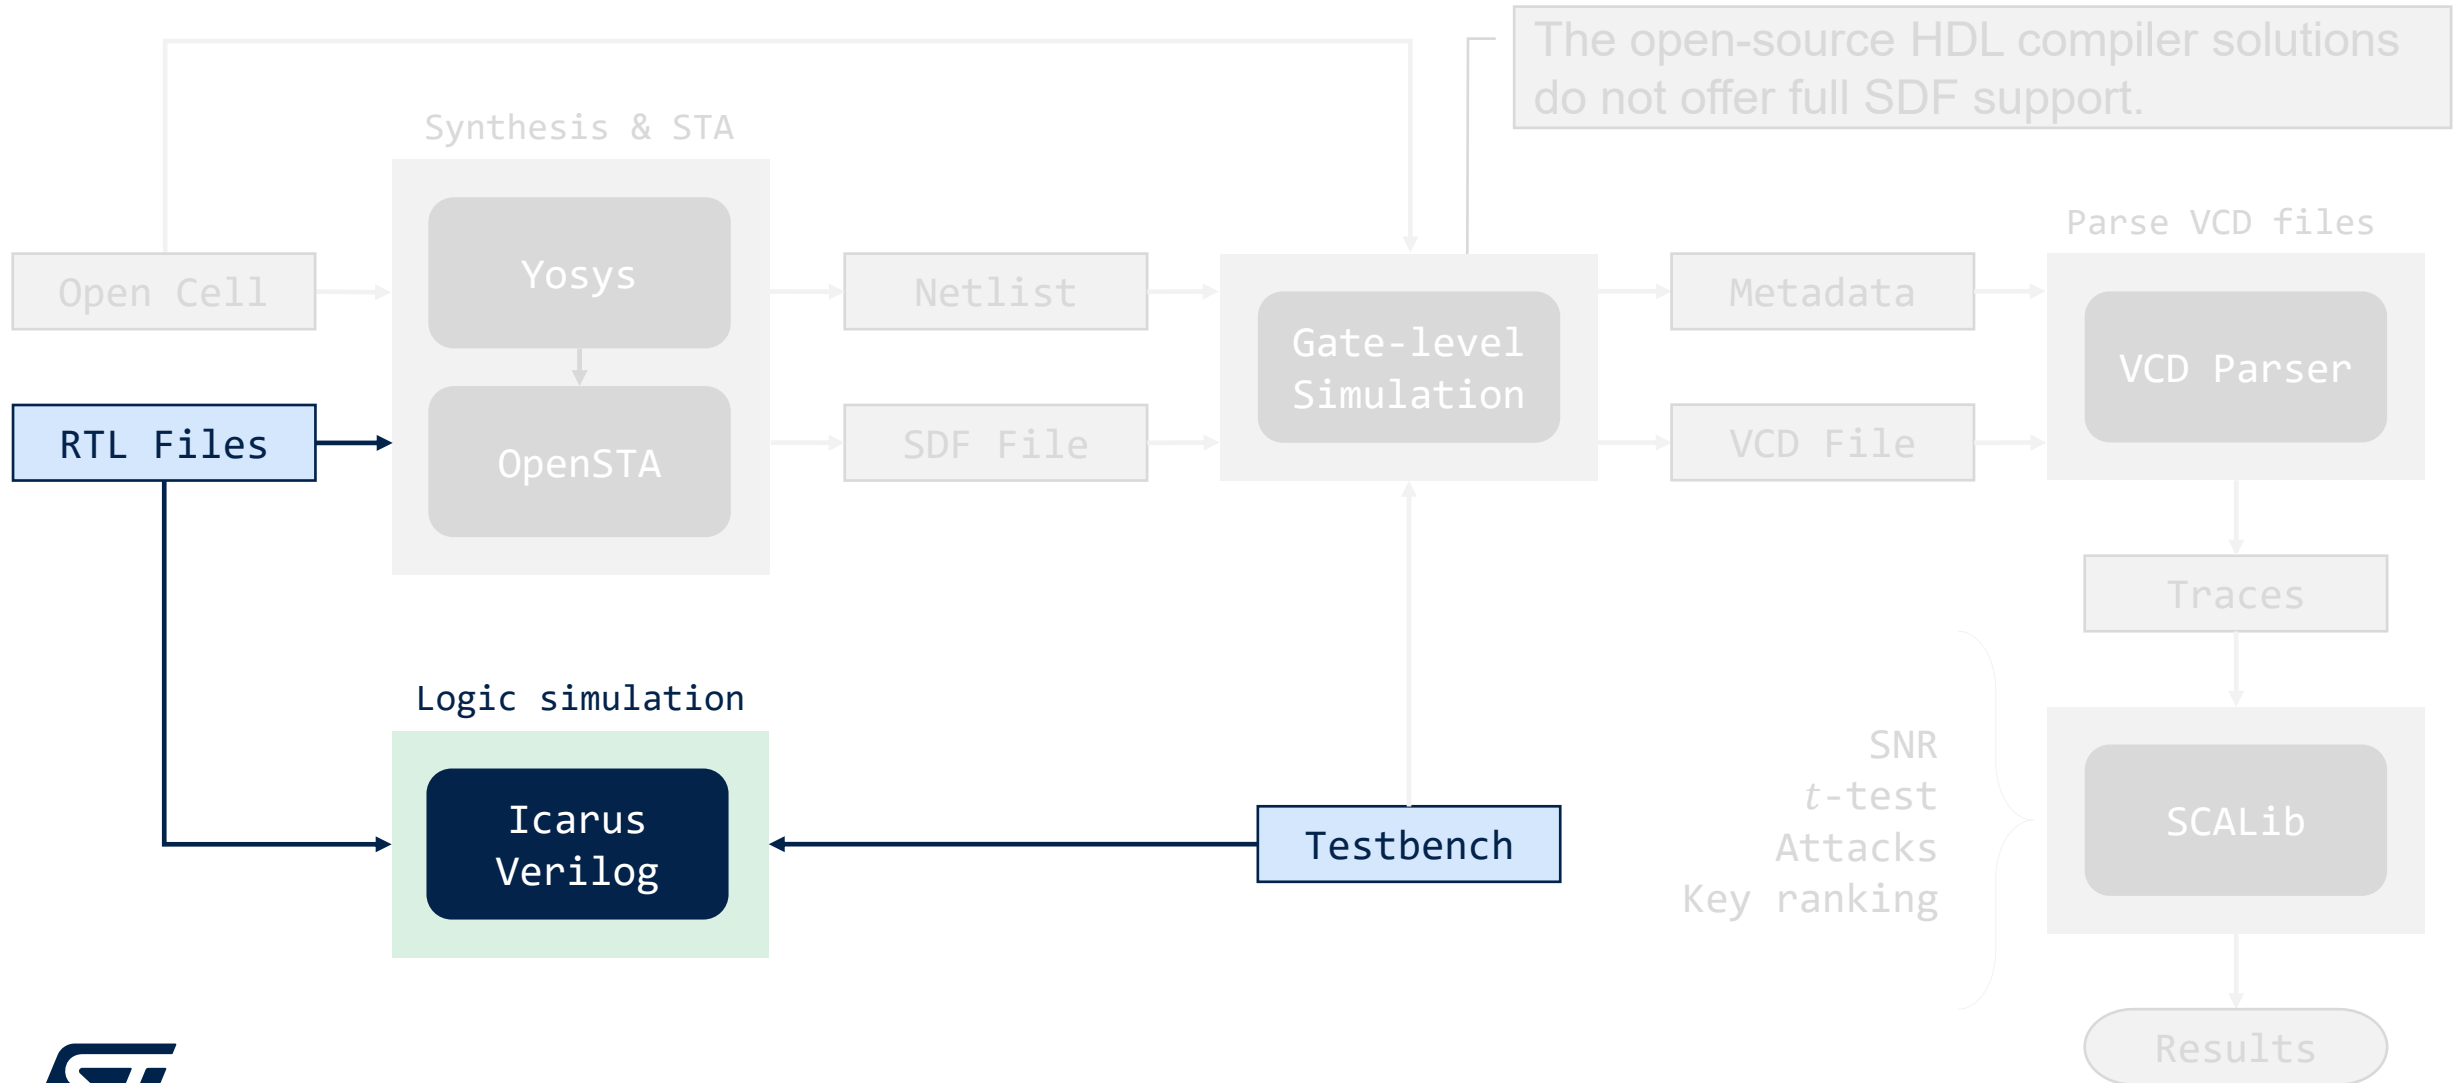 The open-source HDL compiler solutions
do not offer full SDF support.
Synthesis & STA
Parse VCD files
Open Cell
Yosys
Netlist
Gate-level
Simulation
Metadata
VCD Parser
RTL Files
OpenSTA
SDF File
VCD File
Traces
Logic simulation
Icarus
Verilog
Testbench
SNR
t-test
Attacks
Key ranking
SCALib
Results